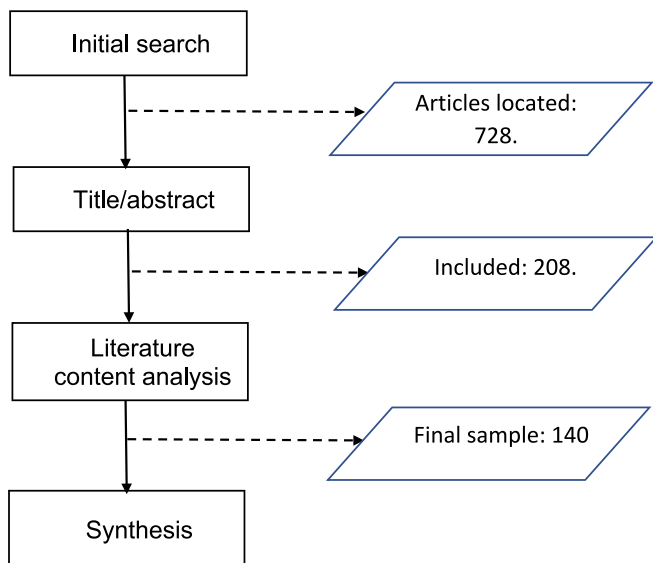 Initial search
Articles located:
728.
Title/abstract
Included: 208.
Literature
content analysis
Final sample: 140
Synthesis